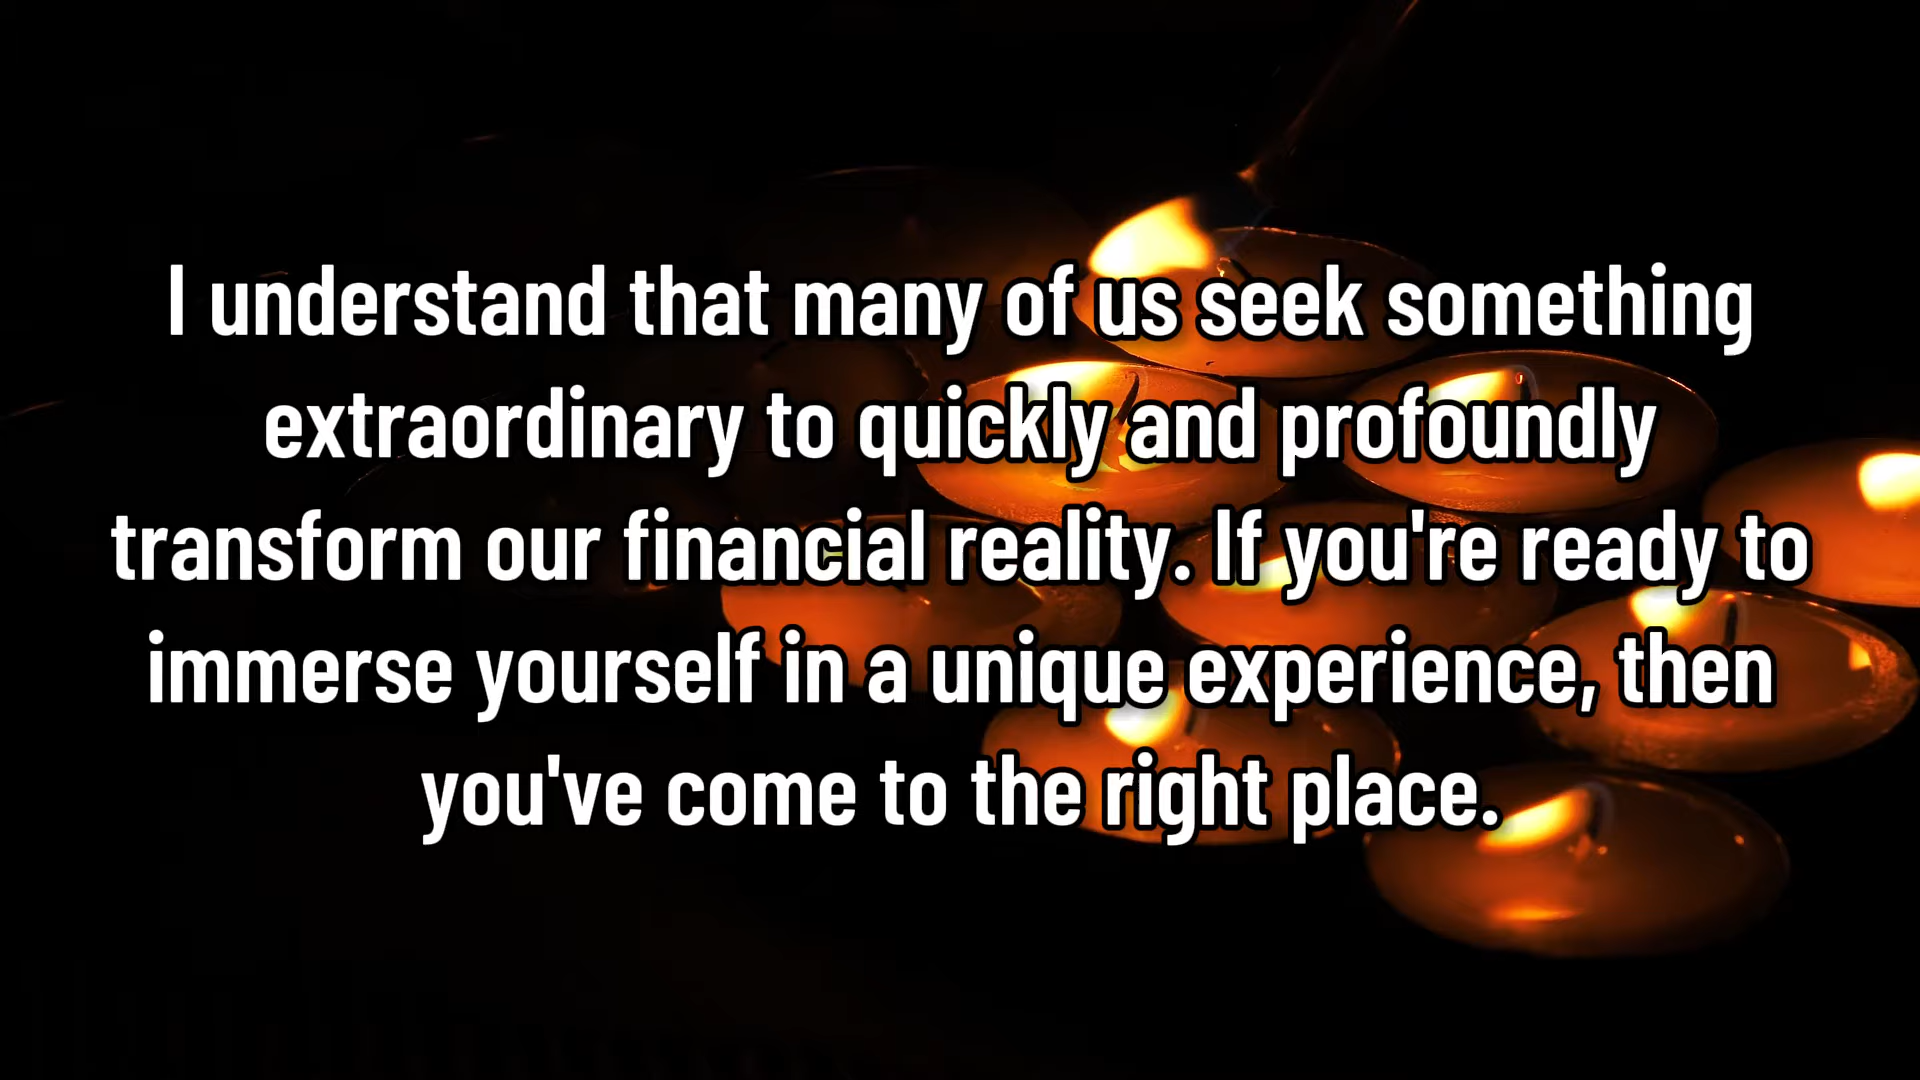 I understand that many of us seek something
extraordinary to quickly and profoundly
transform our financial reality. If you're ready to
immerse yourself in a unique experience, then
you've come to the right place.